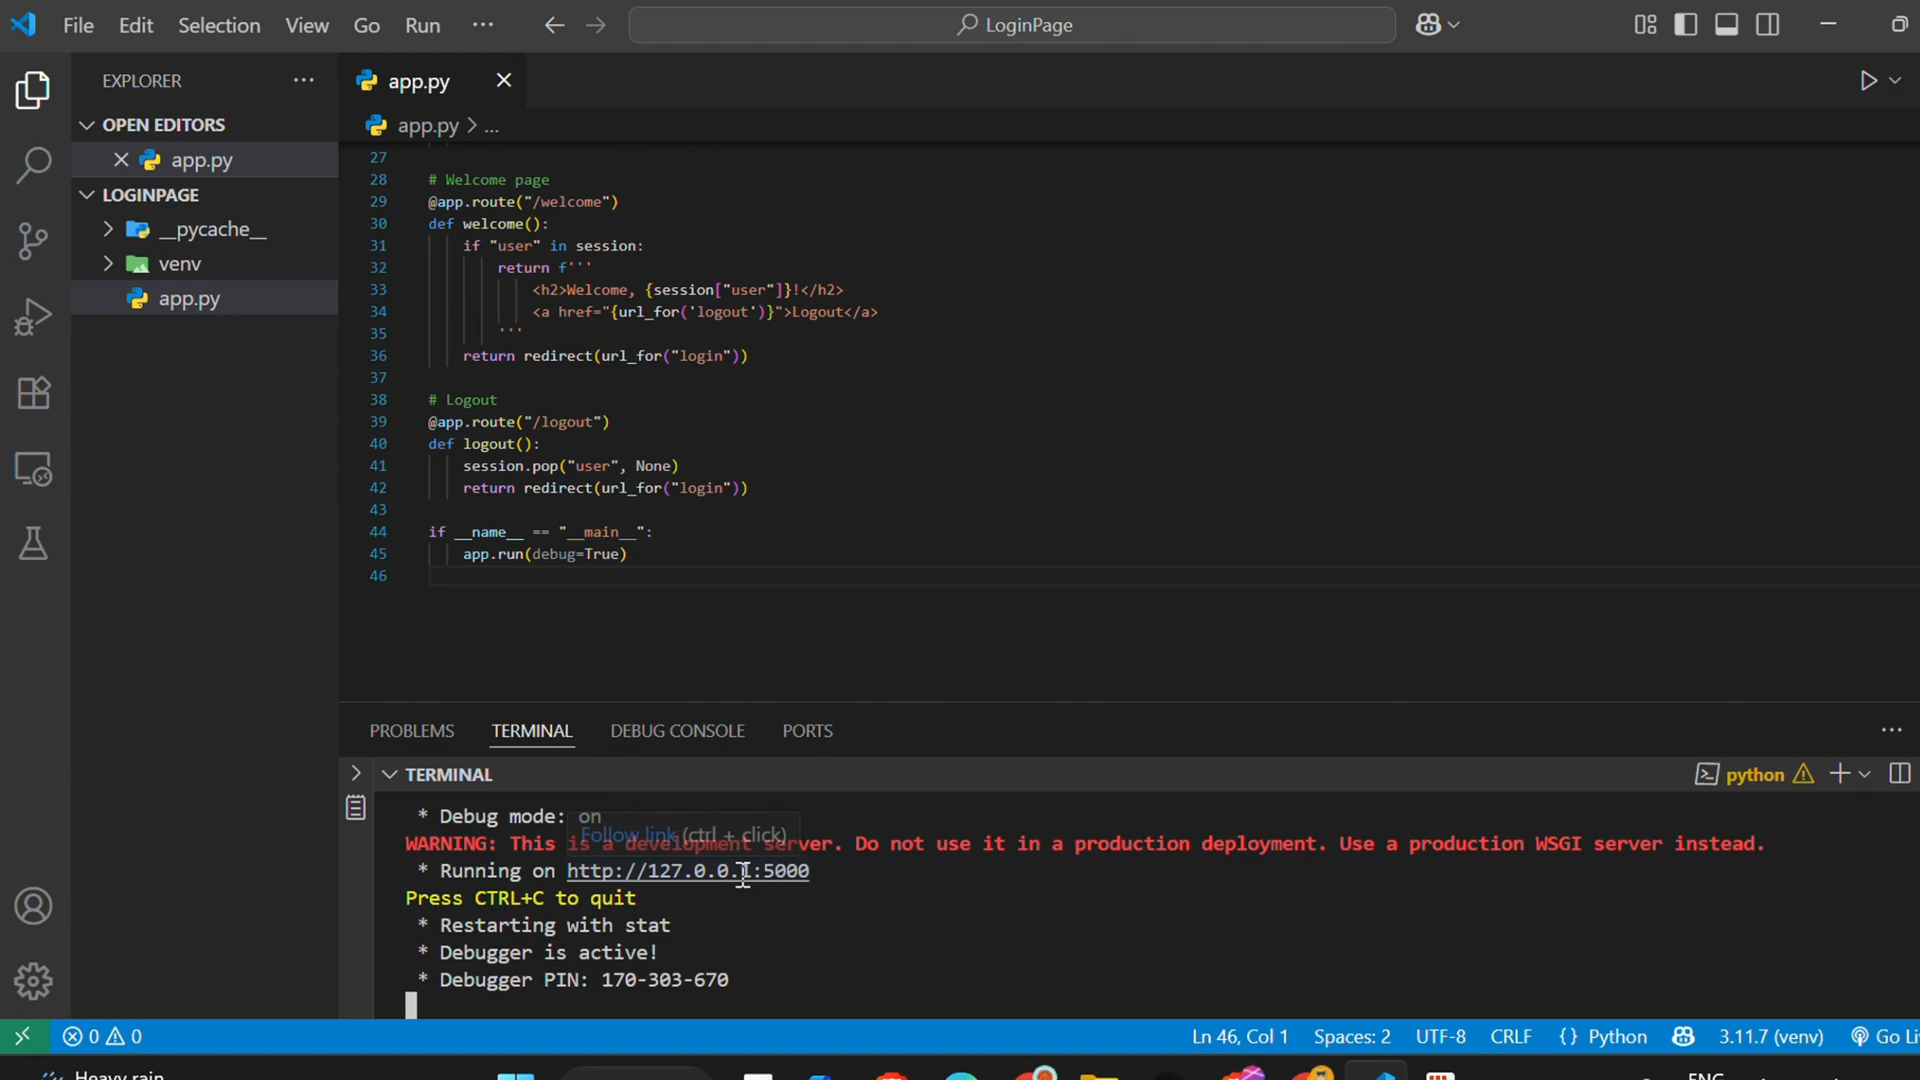 File Edit Selection View Go Run ··· LoginPage
EXPLORER ···
OPEN EDITORS
app.py
LOGINPAGE
__pycache__
venv
app.py
app.py
app.py > ...
27
28 # Welcome page
29 @app.route("/welcome")
30 def welcome():
31 if "user" in session:
32 return f'''
33 <h2>Welcome, {session["user"]}!</h2>
34 <a href="{url_for('logout')}">Logout</a>
35 '''
36 return redirect(url_for("login"))
37
38 # Logout
39 @app.route("/logout")
40 def logout():
41 session.pop("user", None)
42 return redirect(url_for("login"))
43
44 if __name__ == "__main__":
45 app.run(debug=True)
46
PROBLEMS TERMINAL DEBUG CONSOLE PORTS ···
TERMINAL python
* Debug mode: on
Follow link (ctrl + click)
WARNING: This is a development server. Do not use it in a production deployment. Use a production WSGI server instead.
* Running on http://127.0.0.1:5000
Press CTRL+C to quit
* Restarting with stat
* Debugger is active!
* Debugger PIN: 170-303-670
0 0 Ln 46, Col 1 Spaces: 2 UTF-8 CRLF {} Python 3.11.7 (venv) Go Li
Heavy rain ENG